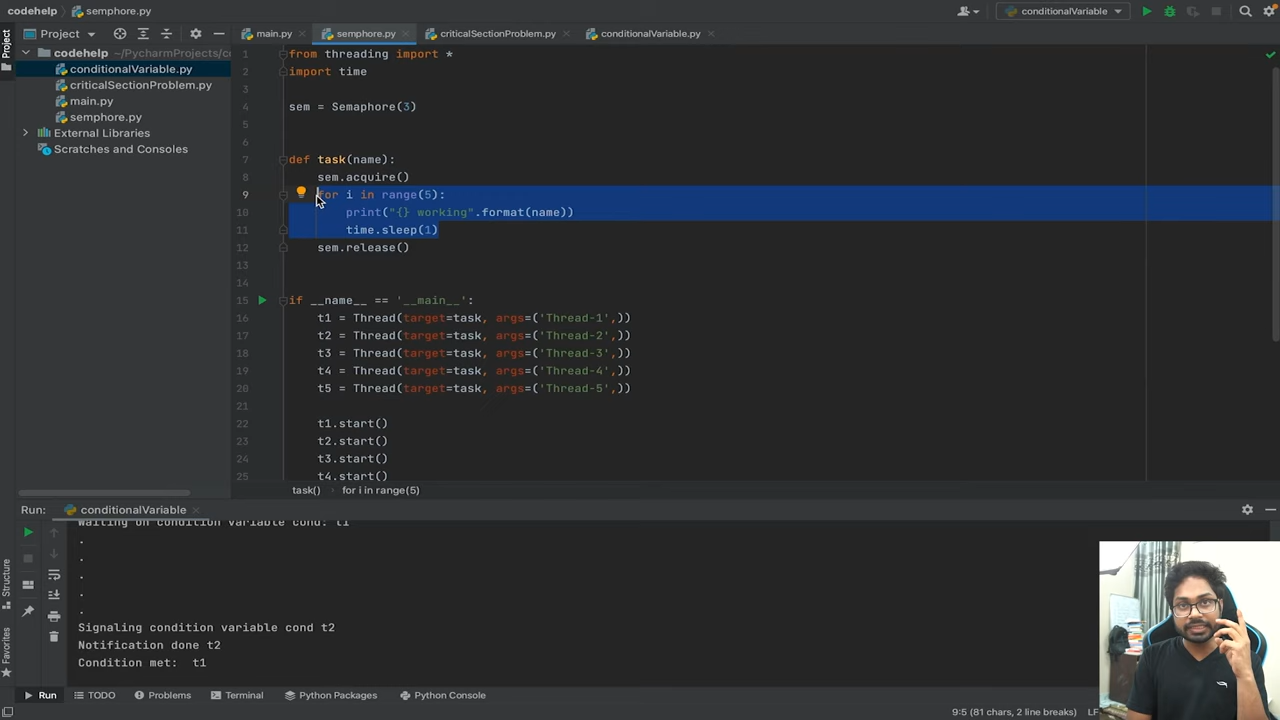 codehelp
semphore.py
conditionalVariable
Project
main.py
semphore.py
criticalSectionProblem.py
conditionalVariable.py
Project
codehelp ~/PycharmProjects/co
conditionalVariable.py
criticalSectionProblem.py
main.py
semphore.py
External Libraries
Scratches and Consoles
1 from threading import *
2 import time
3
4 sem = Semaphore(3)
5
6
7 def task(name):
8 sem.acquire()
9 for i in range(5):
10 print("{} working".format(name))
11 time.sleep(1)
12 sem.release()
13
14
15 if __name__ == '__main__':
16 t1 = Thread(target=task, args=('Thread-1',))
17 t2 = Thread(target=task, args=('Thread-2',))
18 t3 = Thread(target=task, args=('Thread-3',))
19 t4 = Thread(target=task, args=('Thread-4',))
20 t5 = Thread(target=task, args=('Thread-5',))
21
22 t1.start()
23 t2.start()
24 t3.start()
25 t4.start()
task()
for i in range(5)
Run:
conditionalVariable
Waiting on condition variable cond: t1
.
.
.
.
.
Signaling condition variable cond t2
Notification done t2
Condition met: t1
Structure
Favorites
Run
TODO
Problems
Terminal
Python Packages
Python Console
9:5 (81 chars, 2 line breaks)
LF